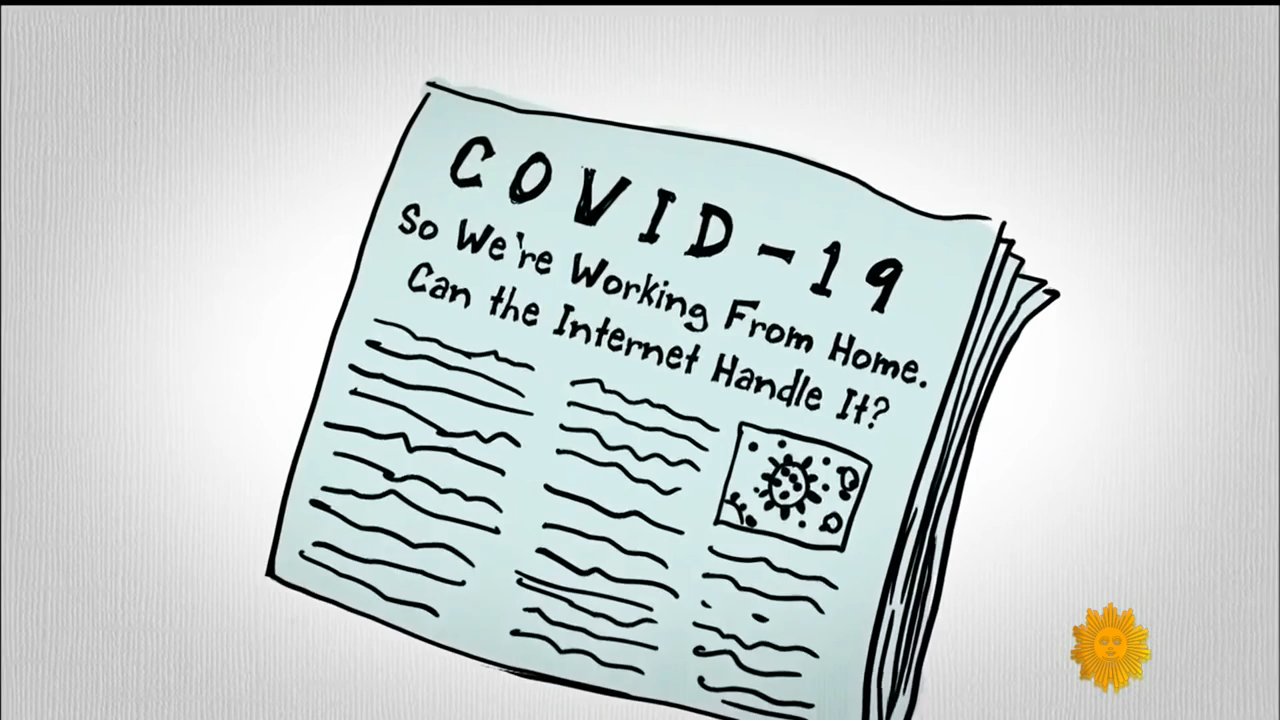 COVID-19
So We're Working From Home.
Can the Internet Handle It?